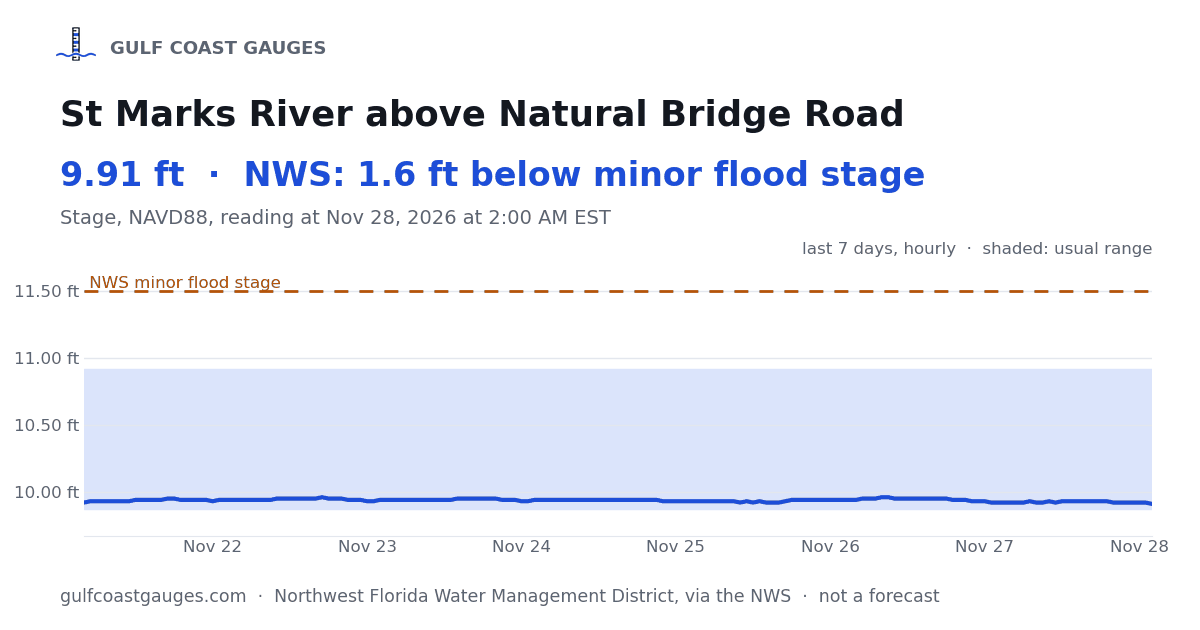 GULF COAST GAUGES
St Marks River above Natural Bridge Road
9.91 ft · NWS: 1.6 ft below minor flood stage
Stage, NAVD88, reading at Nov 28, 2026 at 2:00 AM EST
last 7 days, hourly · shaded: usual range
NWS minor flood stage
11.50 ft
11.00 ft
10.50 ft
10.00 ft
Nov 22 Nov 23 Nov 24 Nov 25 Nov 26 Nov 27 Nov 28
gulfcoastgauges.com · Northwest Florida Water Management District, via the NWS · not a forecast